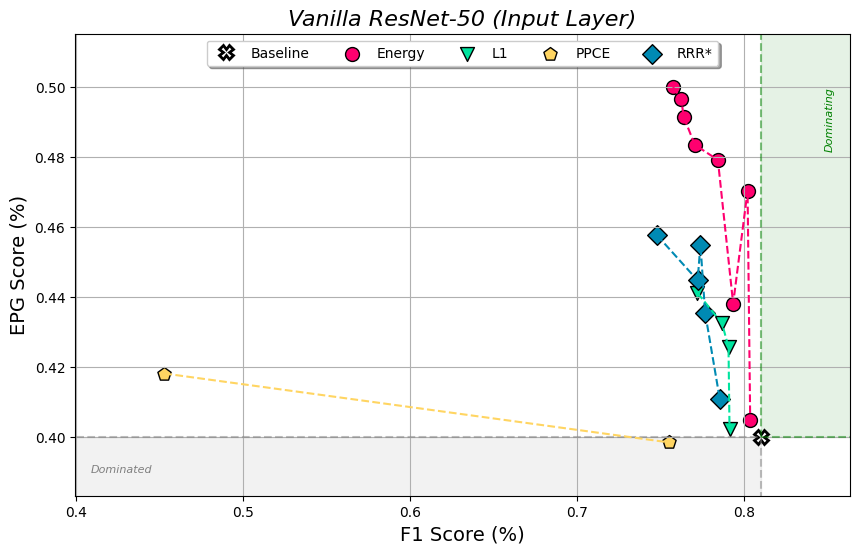 Vanilla ResNet-50 (Input Layer)
Baseline Energy L1 PPCE RRR*
Dominating
0.50
0.48
0.46
0.44
0.42
0.40
EPG Score (%)
Dominated
0.4 0.5 0.6 0.7 0.8
F1 Score (%)